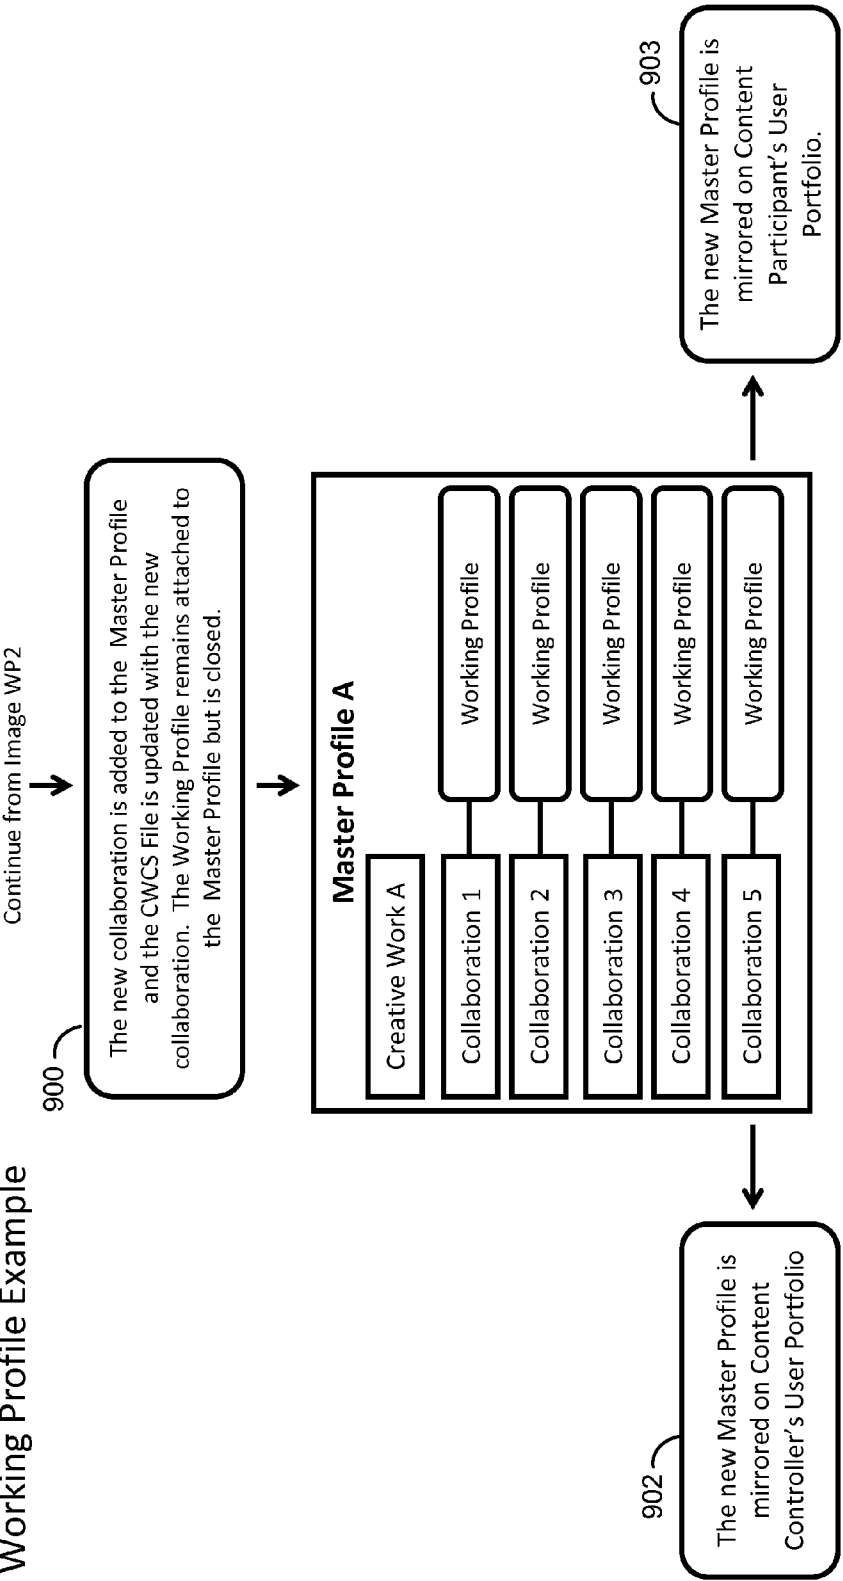 Working Profile Example
Continue from Image WP2
900
The new collaboration is added to the Master Profile
and the CWCS File is updated with the new
collaboration. The Working Profile remains attached to
the Master Profile but is closed.
Master Profile A
Creative Work A
Collaboration 1
Working Profile
Collaboration 2
Working Profile
Collaboration 3
Working Profile
Collaboration 4
Working Profile
Collaboration 5
Working Profile
902
The new Master Profile is
mirrored on Content
Controller's User Portfolio
903
The new Master Profile is
mirrored on Content
Participant's User
Portfolio.